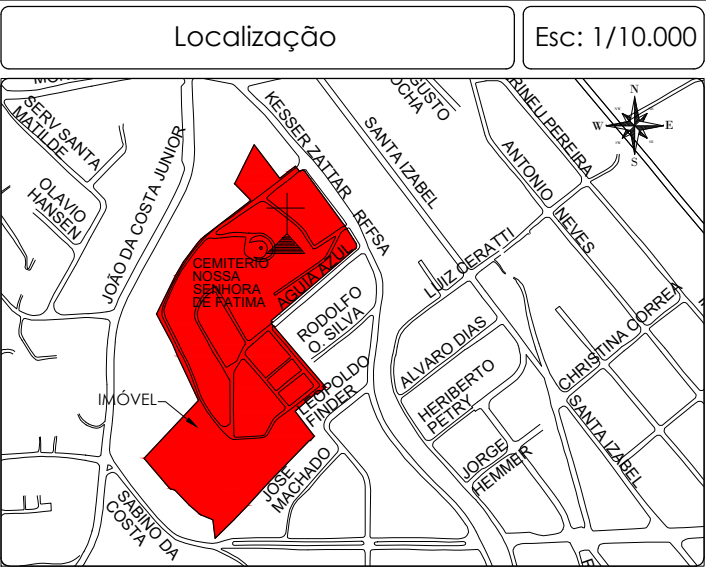 Localização
Esc: 1/10.000
SERV SANTA
MATILDE
OLAVIO
HANSEN
JOÃO DA COSTA JUNIOR
KESSER ZATTAR
RFFSA
SANTA IZABEL
ANTONIO
NEVES
N
W
E
S
LUIZ CERATTI
CEMITERIO
NOSSA
SENHORA
DE FATIMA
AGUIA AZUL
RODOLFO
O. SILVA
ALVARO DIAS
CHRISTINA CORREA
LEOPOLDO
FINDER
HERIBERTO
PETRY
IMÓVEL
SANTA IZABEL
JORGE
HEMMER
JOSE
MACHADO
SABINO DA
COSTA